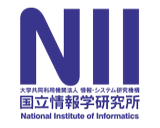 NII
大学共同利用機関法人 情報・システム研究機構
国立情報学研究所
National Institute of Informatics